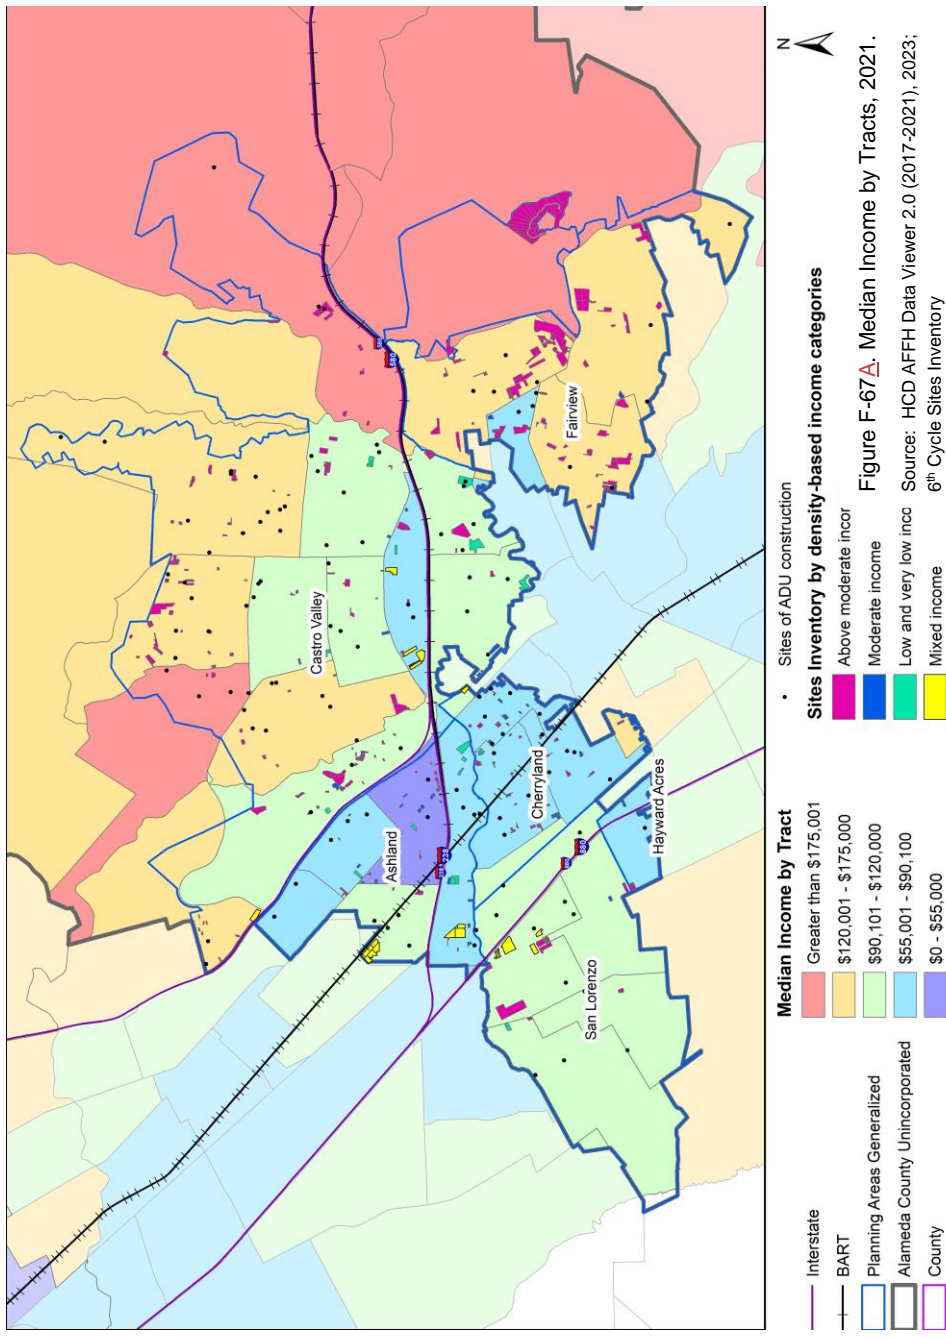 Castro Valley
Fairview
Ashland
Cherryland
Hayward Acres
San Lorenzo
580
880
N
Interstate
BART
Planning Areas Generalized
Alameda County Unincorporated
County
Median Income by Tract
Greater than $175,001
$120,001 - $175,000
$90,101 - $120,000
$55,001 - $90,100
$0 - $55,000
Sites of ADU construction
Sites Inventory by density-based income categories
Above moderate incor
Moderate income
Low and very low incc
Mixed income
Figure F-67A. Median Income by Tracts, 2021.
Source: HCD AFFH Data Viewer 2.0 (2017-2021), 2023;
6th Cycle Sites Inventory